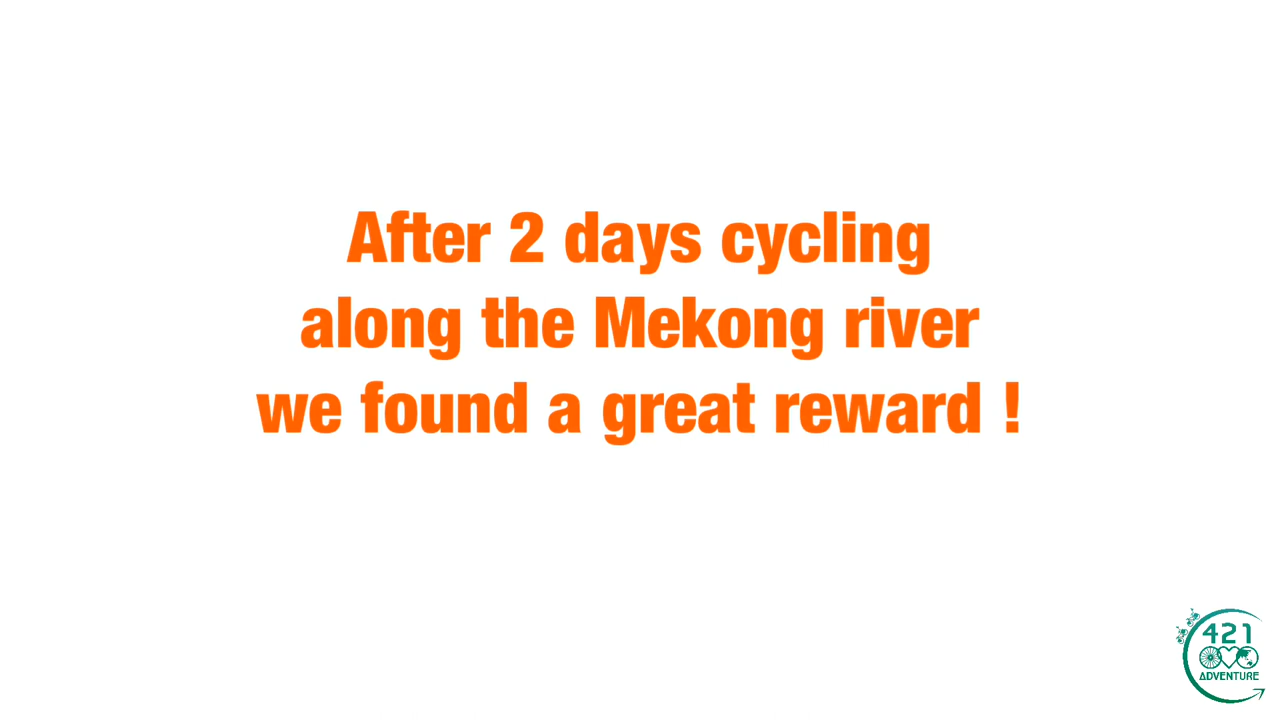 After 2 days cycling
along the Mekong river
we found a great reward !
421
ADVENTURE